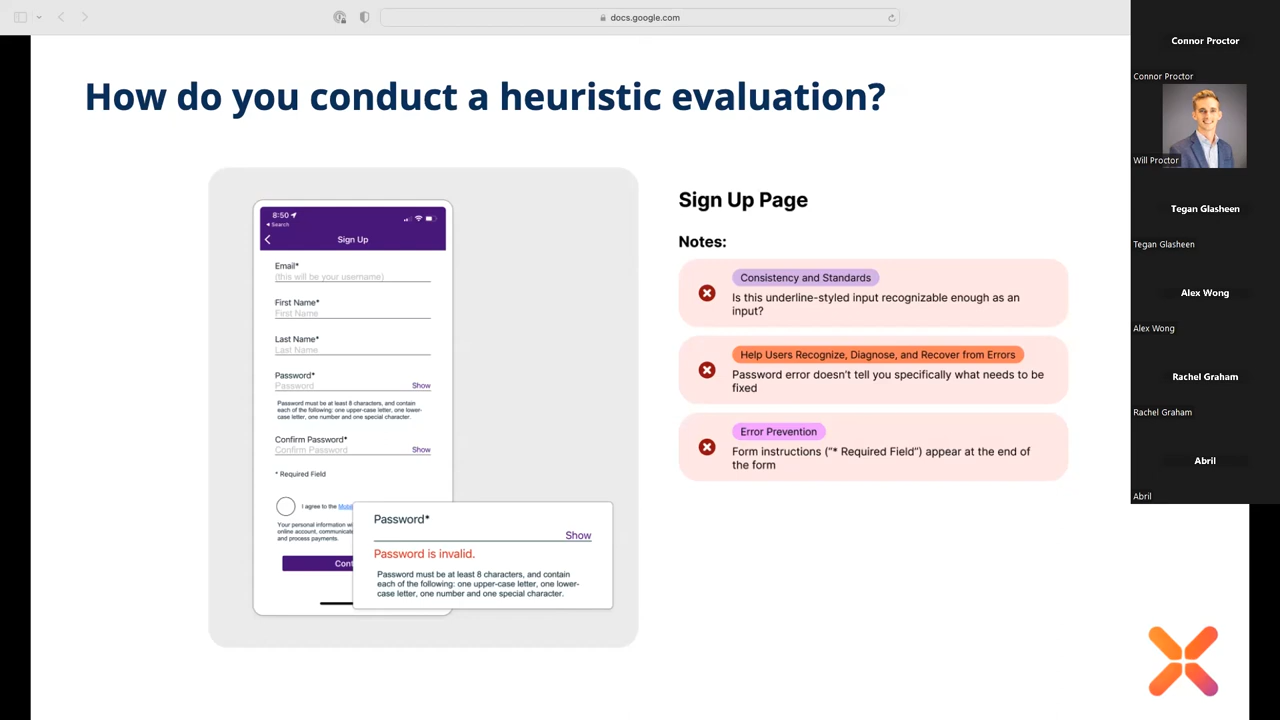 docs.google.com
How do you conduct a heuristic evaluation?
8:50
Search
Sign Up
Email*
(this will be your username)
First Name*
First Name
Last Name*
Last Name
Password*
Password
Show
Password must be at least 8 characters, and contain
each of the following: one upper-case letter, one lower-
case letter, one number and one special character.
Confirm Password*
Confirm Password
Show
* Required Field
I agree to the
Your personal information
online account, communicate
and process payments.
Password*
Show
Password is invalid.
Password must be at least 8 characters, and contain
each of the following: one upper-case letter, one lower-
case letter, one number and one special character.
Sign Up Page
Notes:
Consistency and Standards
Is this underline-styled input recognizable enough as an
input?
Help Users Recognize, Diagnose, and Recover from Errors
Password error doesn't tell you specifically what needs to be
fixed
Error Prevention
Form instructions ("* Required Field") appear at the end of
the form
Connor Proctor
Connor Proctor
Will Proctor
Tegan Glasheen
Tegan Glasheen
Alex Wong
Alex Wong
Rachel Graham
Rachel Graham
Abril
Abril